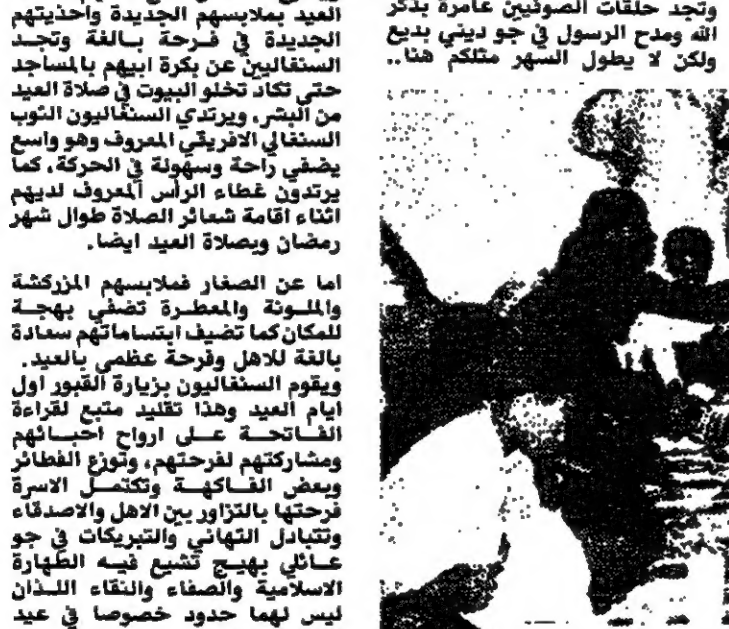 وتجد حلقات الصوفيين عامرة بذكر
الله ومدح الرسول في جو ديني بديع
ولكن لا يطول السهر مثلكم هنا..
العيد بملابسهم الجديدة واحذيتهم
الجديدة في فرحة بالغة وتجد
السنغاليين عن بكرة ابيهم بالمساجد
حتى تكاد تخلو البيوت في صلاة العيد
من البشر، ويرتدي السنغاليون الثوب
السنغالي الافريقي المعروف وهو واسع
يضفي راحة وسهولة في الحركة، كما
يرتدون غطاء الرأس المعروف لديهم
اثناء اقامة شعائر الصلاة طوال شهر
رمضان وبصلاة العيد ايضا.
اما عن الصغار فملابسهم المزركشة
والملونة والمعطرة تضفي بهجة
للمكان كما تضيف ابتساماتهم سعادة
بالغة للاهل وفرحة عظمى بالعيد.
ويقوم السنغاليون بزيارة القبور اول
ايام العيد وهذا تقليد متبع لقراءة
الفاتحة على ارواح احبائهم
ومشاركتهم لفرحتهم، وتوزع الفطائر
وبعض الفاكهة وتكتمل الاسرة
فرحتها بالتزاور بين الاهل والاصدقاء
وتتبادل التهاني والتبريكات في جو
عائلي بهيج تشيع فيه الطهارة
الاسلامية والصفاء والنقاء اللذان
ليس لهما حدود خصوصا في عيد